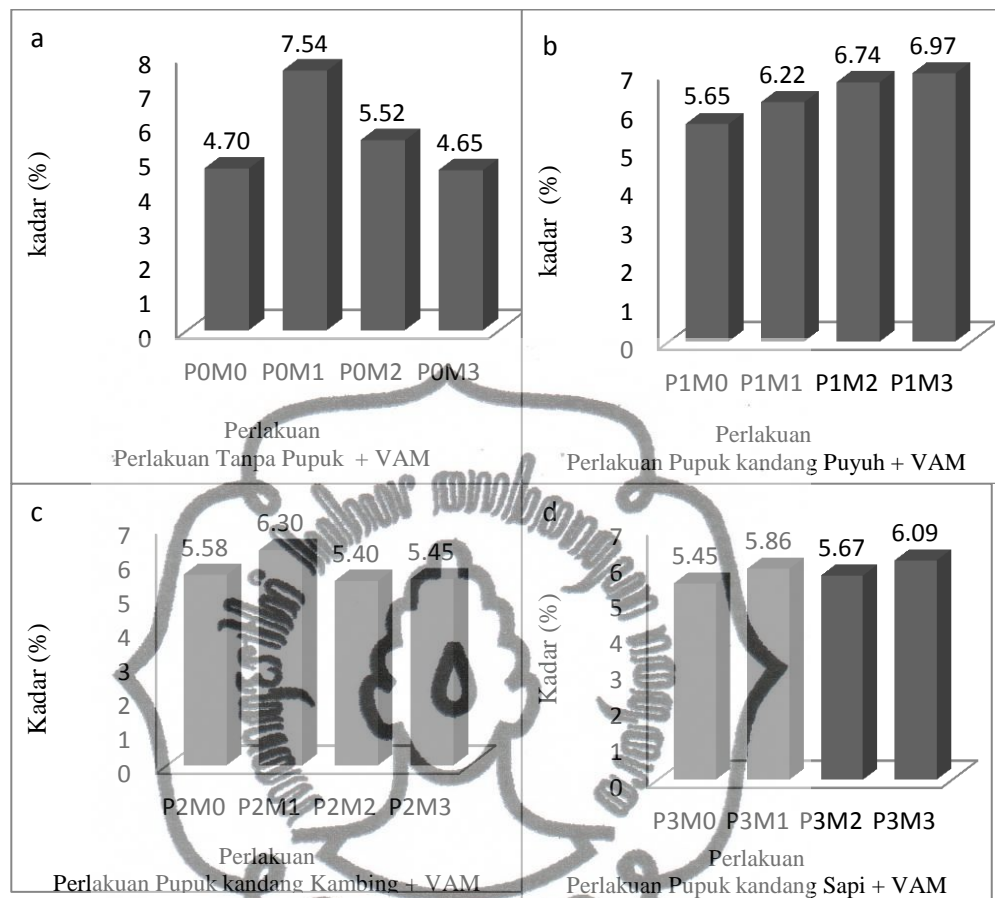 a
kadar (%)
8
7
6
5
4
3
2
1
0
4.70
7.54
5.52
4.65
P0M0 P0M1 P0M2 P0M3
Perlakuan
Perlakuan Tanpa Pupuk + VAM
b
kadar (%)
7
6
5
4
3
2
1
0
5.65
6.22
6.74
6.97
P1M0 P1M1 P1M2 P1M3
Perlakuan
Perlakuan Pupuk kandang Puyuh + VAM
c
Kadar (%)
7
6
5
4
3
2
1
0
5.58
6.30
5.40
5.45
P2M0 P2M1 P2M2 P2M3
Perlakuan
Perlakuan Pupuk kandang Kambing + VAM
d
Kadar (%)
7
6
5
4
3
2
1
0
5.45
5.86
5.67
6.09
P3M0 P3M1 P3M2 P3M3
Perlakuan
Perlakuan Pupuk kandang Sapi + VAM